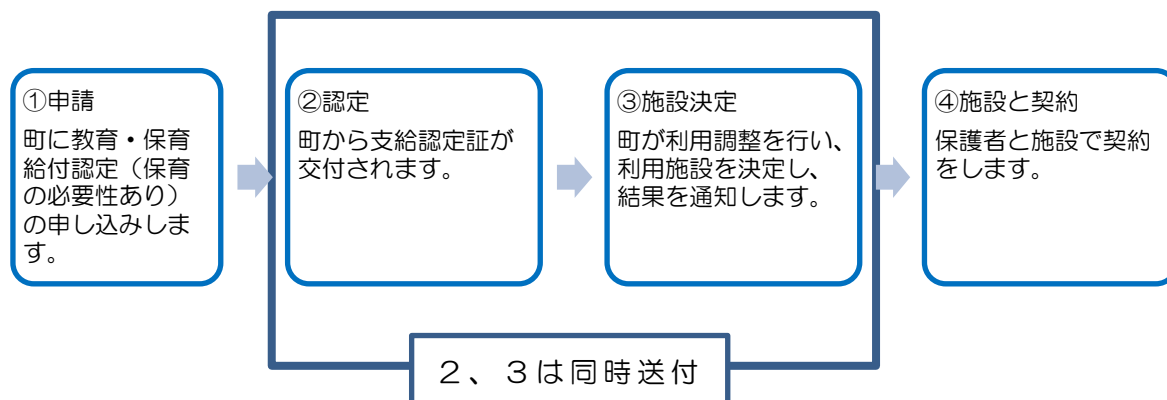 ①申請
町に教育・保育
給付認定（保育
の必要性あり）
の申し込みしま
す。
②認定
町から支給認定証が
交付されます。
③施設決定
町が利用調整を行い、
利用施設を決定し、
結果を通知します。
④施設と契約
保護者と施設で契約
をします。
２、３は同時送付